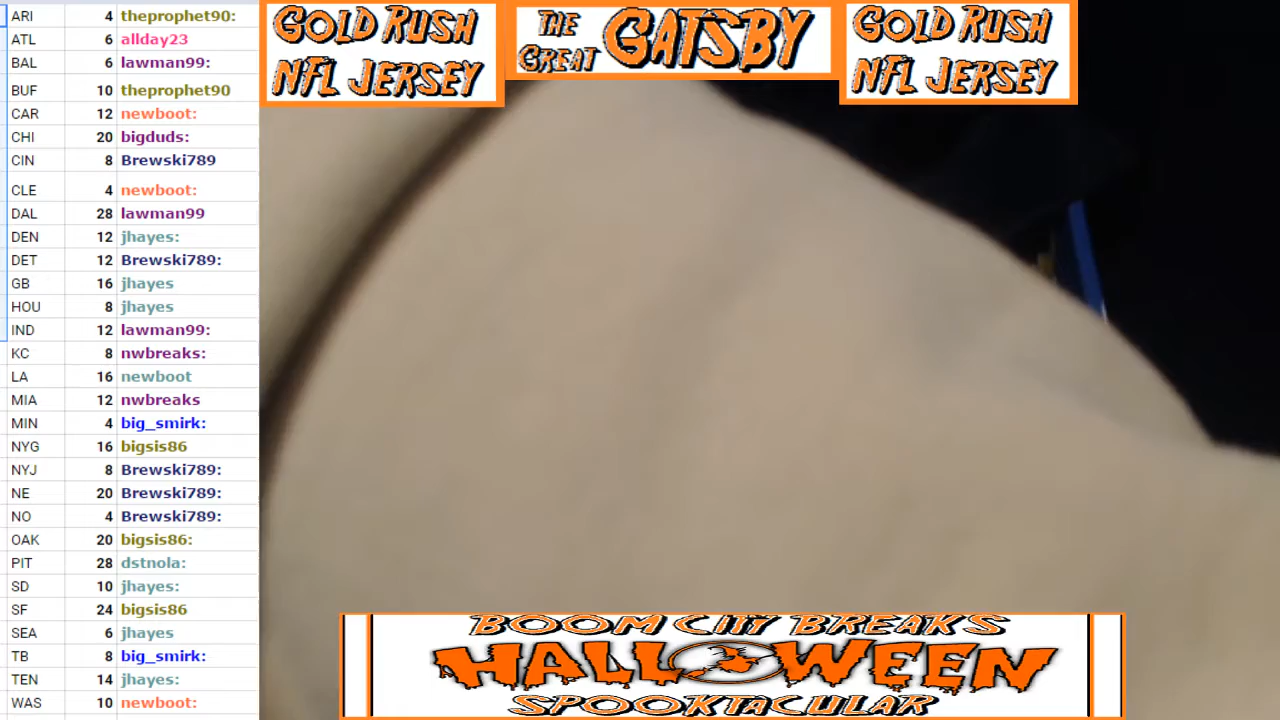 ARI 4 theprophet90:
ATL 6 allday23
BAL 6 lawman99:
BUF 10 theprophet90
CAR 12 newboot:
CHI 20 bigduds:
CIN 8 Brewski789
CLE 4 newboot:
DAL 28 lawman99
DEN 12 jhayes:
DET 12 Brewski789:
GB 16 jhayes
HOU 8 jhayes
IND 12 lawman99:
KC 8 nwbreaks:
LA 16 newboot
MIA 12 nwbreaks
MIN 4 big_smirk:
NYG 16 bigsis86
NYJ 8 Brewski789:
NE 20 Brewski789:
NO 4 Brewski789:
OAK 20 bigsis86:
PIT 28 dstnola:
SD 10 jhayes:
SF 24 bigsis86
SEA 6 jhayes
TB 8 big_smirk:
TEN 14 jhayes:
WAS 10 newboot:
GOLD RUSH
NFL JERSEY
THE
GREAT GATSBY
GOLD RUSH
NFL JERSEY
BOOM CITY BREAKS
HALLOWEEN
SPOOKTACULAR